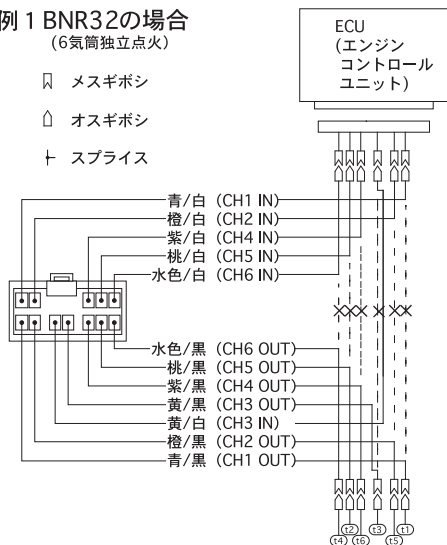 例 1 BNR32の場合
(6気筒独立点火)
メスギボシ
オスギボシ
スプライス
ECU
(エンジン
コントロール
ユニット)
青/白 (CH1 IN)
橙/白 (CH2 IN)
紫/白 (CH4 IN)
桃/白 (CH5 IN)
水色/白 (CH6 IN)
水色/黒 (CH6 OUT)
桃/黒 (CH5 OUT)
紫/黒 (CH4 OUT)
黄/黒 (CH3 OUT)
黄/白 (CH3 IN)
橙/黒 (CH2 OUT)
青/黒 (CH1 OUT)
t2 t3 t1
t4 t6 t5